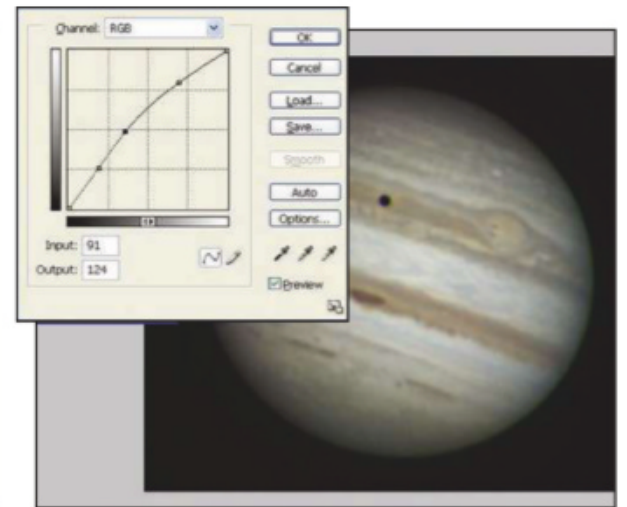 Channel: RGB
OK
Cancel
Load...
Save...
Smooth
Auto
Options...
Input: 91
Output: 124
Preview